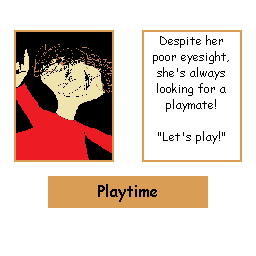 Despite her
poor eyesight,
she's always
looking for a
playmate!
"Let's play!"
Playtime